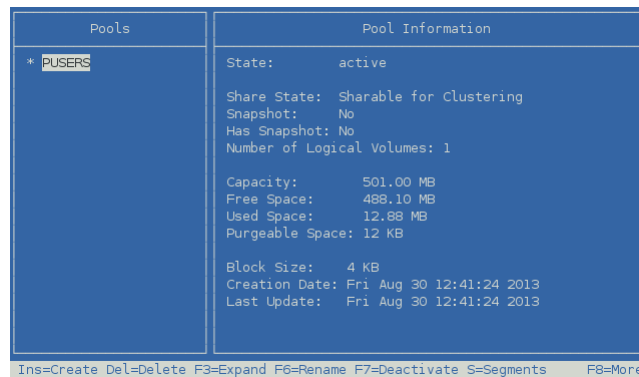 Pools
Pool Information
* PUSERS
State: active
Share State: Sharable for Clustering
Snapshot: No
Has Snapshot: No
Number of Logical Volumes: 1
Capacity: 501.00 MB
Free Space: 488.10 MB
Used Space: 12.88 MB
Purgeable Space: 12 KB
Block Size: 4 KB
Creation Date: Fri Aug 30 12:41:24 2013
Last Update: Fri Aug 30 12:41:24 2013
Ins=Create Del=Delete F3=Expand F6=Rename F7=Deactivate S=Segments F8=More